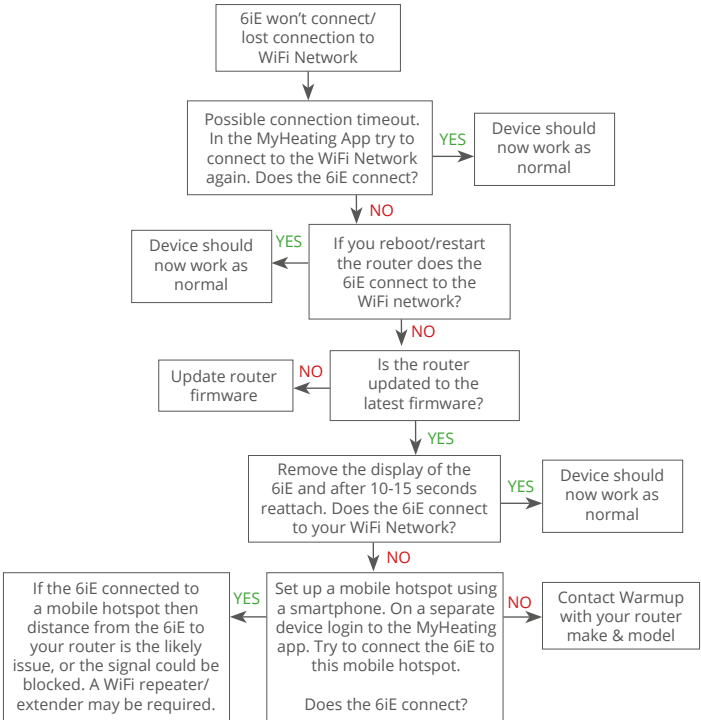 6iE won't connect/
lost connection to
WiFi Network
Possible connection timeout.
In the MyHeating App try to
connect to the WiFi Network
again. Does the 6iE connect?
YES
Device should
now work as
normal
NO
Device should
now work as
normal
YES
If you reboot/restart
the router does the
6iE connect to the
WiFi network?
NO
Update router
firmware
NO
Is the router
updated to the
latest firmware?
YES
Remove the display of the
6iE and after 10-15 seconds
reattach. Does the 6iE connect
to your WiFi Network?
YES
Device should
now work as
normal
NO
If the 6iE connected to
a mobile hotspot then
distance from the 6iE to
your router is the likely
issue, or the signal could be
blocked. A WiFi repeater/
extender may be required.
YES
Set up a mobile hotspot using
a smartphone. On a separate
device login to the MyHeating
app. Try to connect the 6iE to
this mobile hotspot.
Does the 6iE connect?
NO
Contact Warmup
with your router
make & model